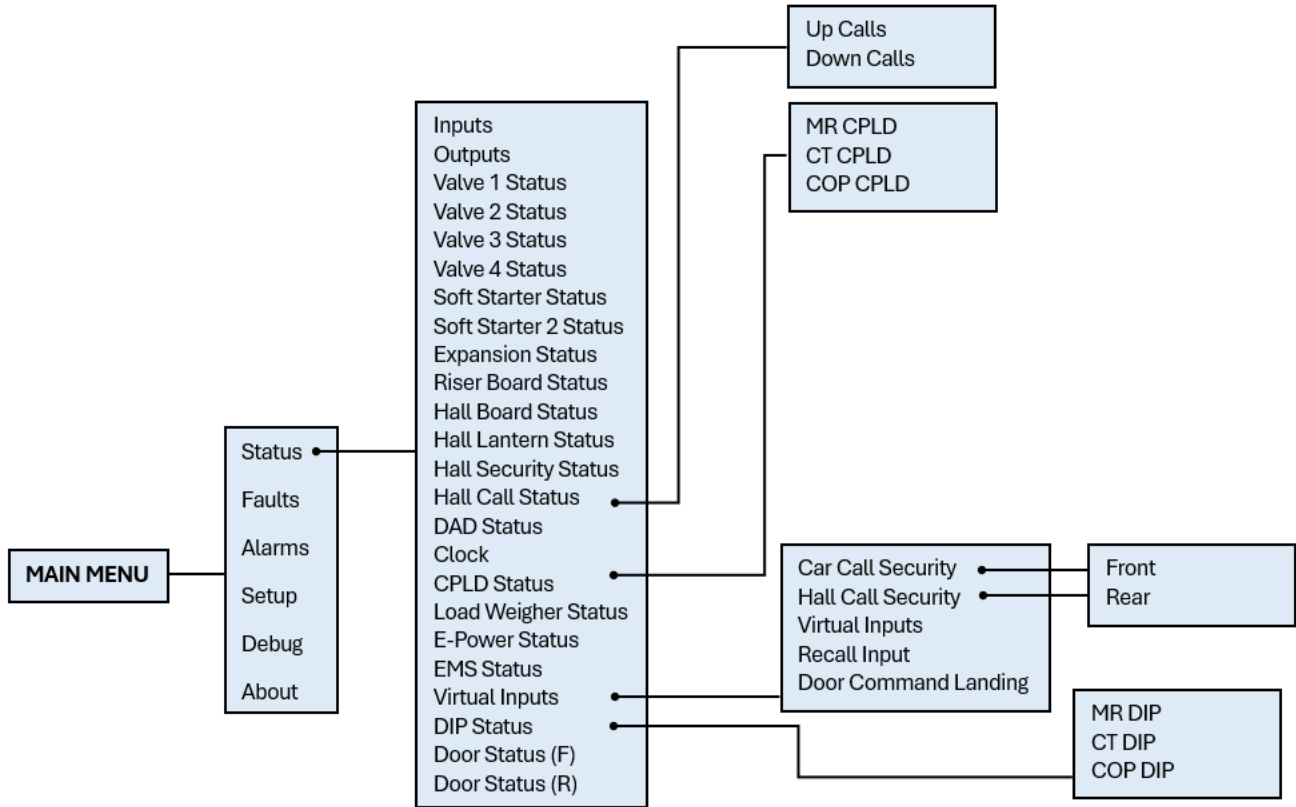 MAIN MENU
Status
Faults
Alarms
Setup
Debug
About
Inputs
Outputs
Valve 1 Status
Valve 2 Status
Valve 3 Status
Valve 4 Status
Soft Starter Status
Soft Starter 2 Status
Expansion Status
Riser Board Status
Hall Board Status
Hall Lantern Status
Hall Security Status
Hall Call Status
DAD Status
Clock
CPLD Status
Load Weigher Status
E-Power Status
EMS Status
Virtual Inputs
DIP Status
Door Status (F)
Door Status (R)
Up Calls
Down Calls
MR CPLD
CT CPLD
COP CPLD
Car Call Security
Hall Call Security
Virtual Inputs
Recall Input
Door Command Landing
Front
Rear
MR DIP
CT DIP
COP DIP